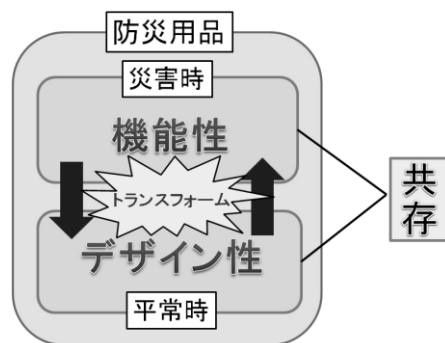 防災用品
災害時
機能性
トランスフォーム
デザイン性
平常時
共存